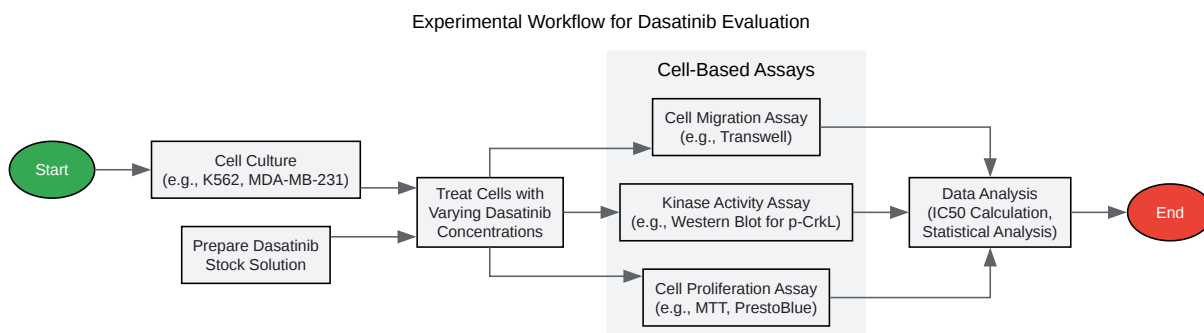 Experimental Workflow for Dasatinib Evaluation
Cell-Based Assays
Start
Cell Culture
(e.g., K562, MDA-MB-231)
Prepare Dasatinib
Stock Solution
Treat Cells with
Varying Dasatinib
Concentrations
Cell Migration Assay
(e.g., Transwell)
Kinase Activity Assay
(e.g., Western Blot for p-CrkL)
Cell Proliferation Assay
(e.g., MTT, PrestoBlue)
Data Analysis
(IC50 Calculation,
Statistical Analysis)
End